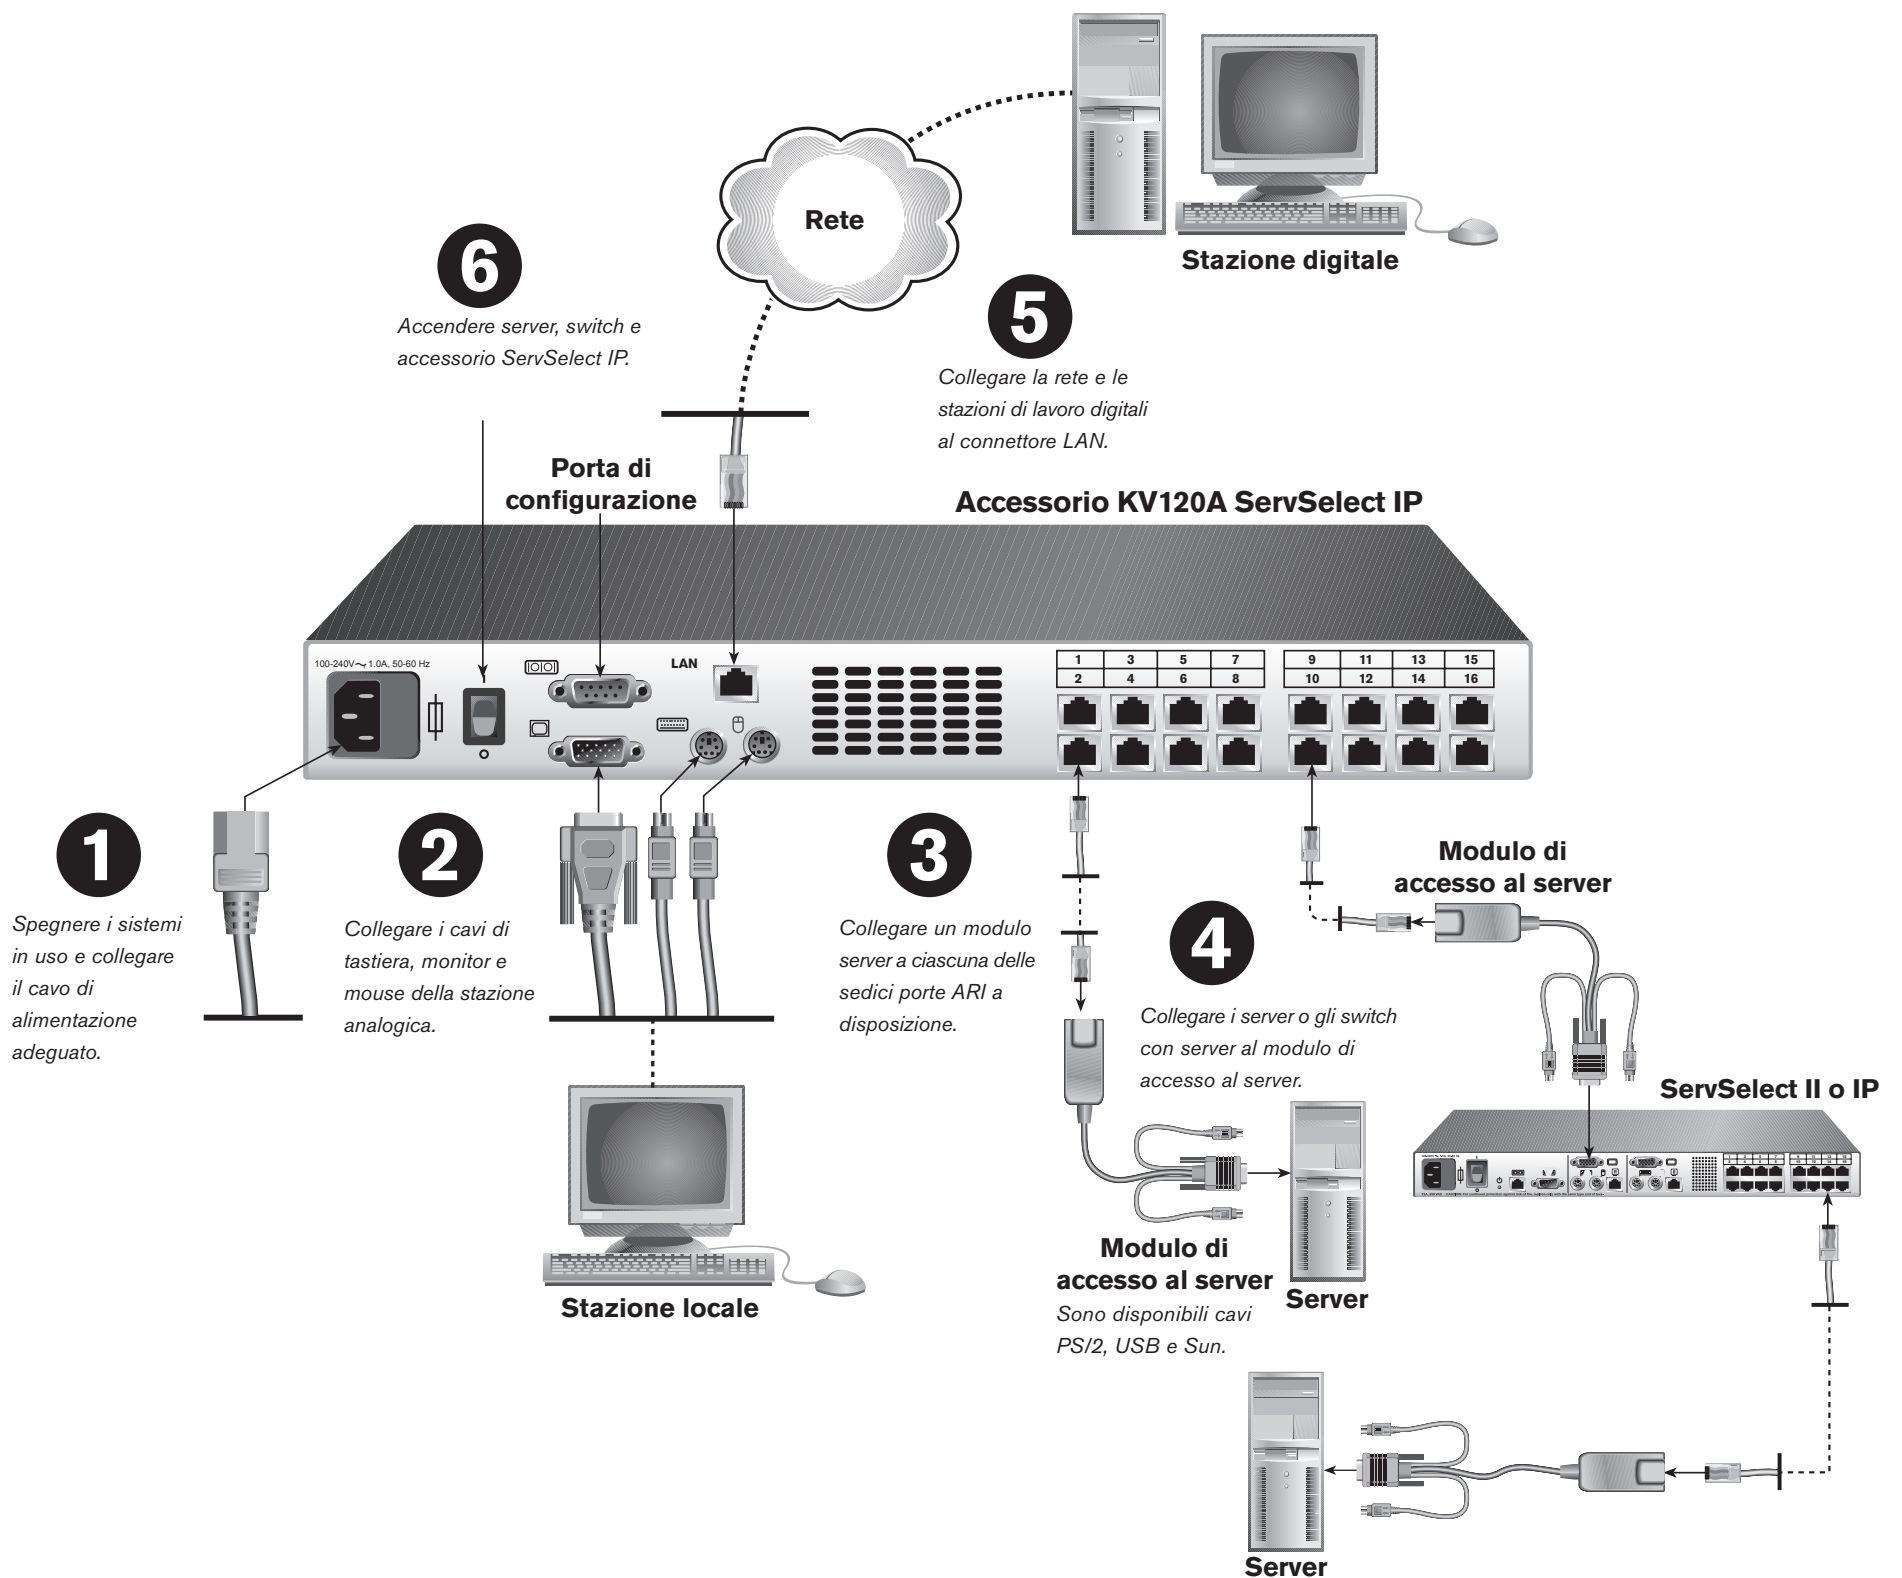 Rete
Stazione digitale
6
Accendere server, switch e
accessorio ServSelect IP.
5
Collegare la rete e le
stazioni di lavoro digitali
al connettore LAN.
Porta di
configurazione
Accessorio KV120A ServSelect IP
100-240V~ 1.0A, 50-60 Hz
LAN
1 3 5 7 9 11 13 15
2 4 6 8 10 12 14 16
1
Spegnere i sistemi
in uso e collegare
il cavo di
alimentazione
adeguato.
2
Collegare i cavi di
tastiera, monitor e
mouse della stazione
analogica.
3
Collegare un modulo
server a ciascuna delle
sedici porte ARI a
disposizione.
4
Collegare i server o gli switch
con server al modulo di
accesso al server.
Modulo di
accesso al server
ServSelect II o IP
Modulo di
accesso al server
Sono disponibili cavi
PS/2, USB e Sun.
Server
Stazione locale
Server